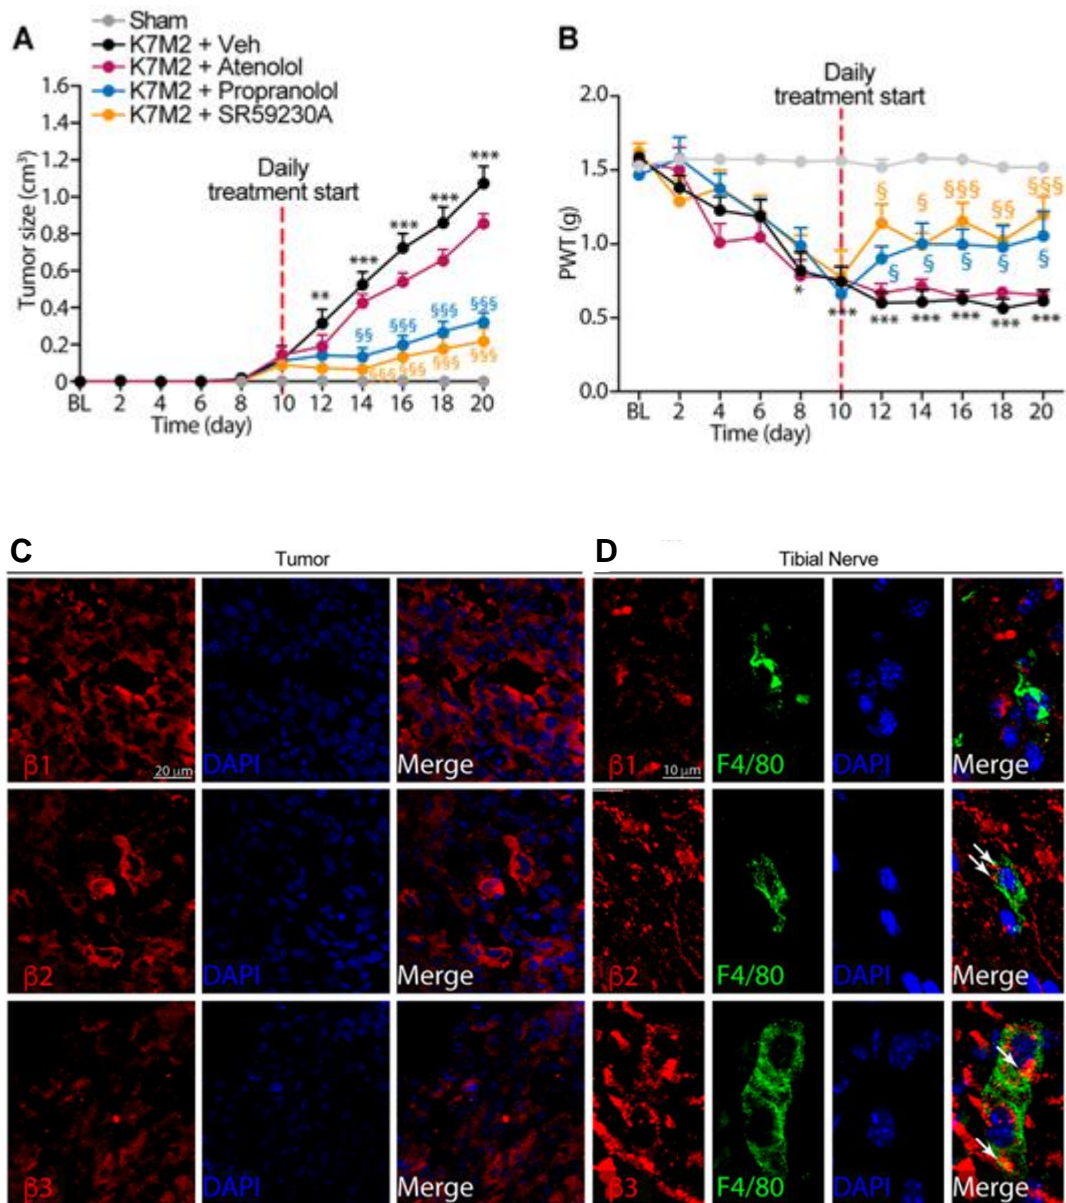 A
Sham
K7M2 + Veh
K7M2 + Atenolol
K7M2 + Propranolol
K7M2 + SR59230A
Tumor size (cm³)
1.6
1.4
1.2
1.0
0.8
0.6
0.4
0.2
0
Daily
treatment start
**
***
***
***
***
§§
§§§
§§§
§§§
§§§
§§§
§§§
§§§
BL 2 4 6 8 10 12 14 16 18 20
Time (day)
B
Daily
treatment start
PWT (g)
2.0
1.5
1.0
0.5
0.0
§ § §§§ §§ §§§
§ § § § §
* *** *** *** *** *** ***
BL 2 4 6 8 10 12 14 16 18 20
Time (day)
C
Tumor
β1 20 µm DAPI Merge
β2 DAPI Merge
β3 DAPI Merge
D
Tibial Nerve
β1 10 µm F4/80 DAPI Merge
β2 F4/80 DAPI Merge
β3 F4/80 DAPI Merge